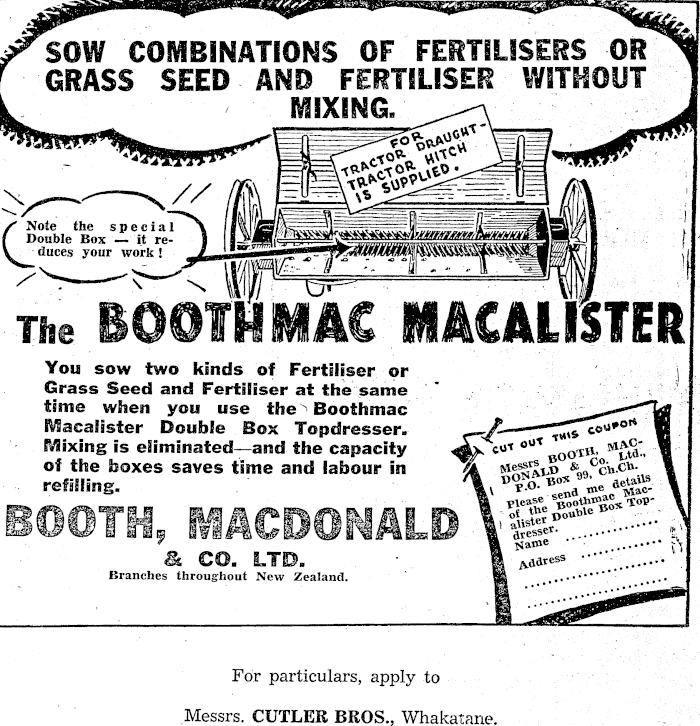 SOW COMBINATIONS OF FERTILISERS OR
GRASS SEED AND FERTILISER WITHOUT
MIXING.
FOR
TRACTOR DRAUGHT-
TRACTOR HITCH
IS SUPPLIED.
Note the special
Double Box — it re-
duces your work!
The BOOTHMAC MACALISTER
You sow two kinds of Fertiliser or
Grass Seed and Fertiliser at the same
time when you use the Boothmac
Macalister Double Box Topdresser.
Mixing is eliminated—and the capacity
of the boxes saves time and labour in
refilling.
BOOTH, MACDONALD
& CO. LTD.
Branches throughout New Zealand.
CUT OUT THIS COUPON
Messrs BOOTH, MAC-
DONALD & Co. Ltd.,
P.O. Box 99, Ch.Ch.
Please send me details
of the Boothmac Mac-
alister Double Box Top-
dresser.
Name ..............
Address ..............
......................
......................
For particulars, apply to
Messrs. CUTLER BROS., Whakatane.